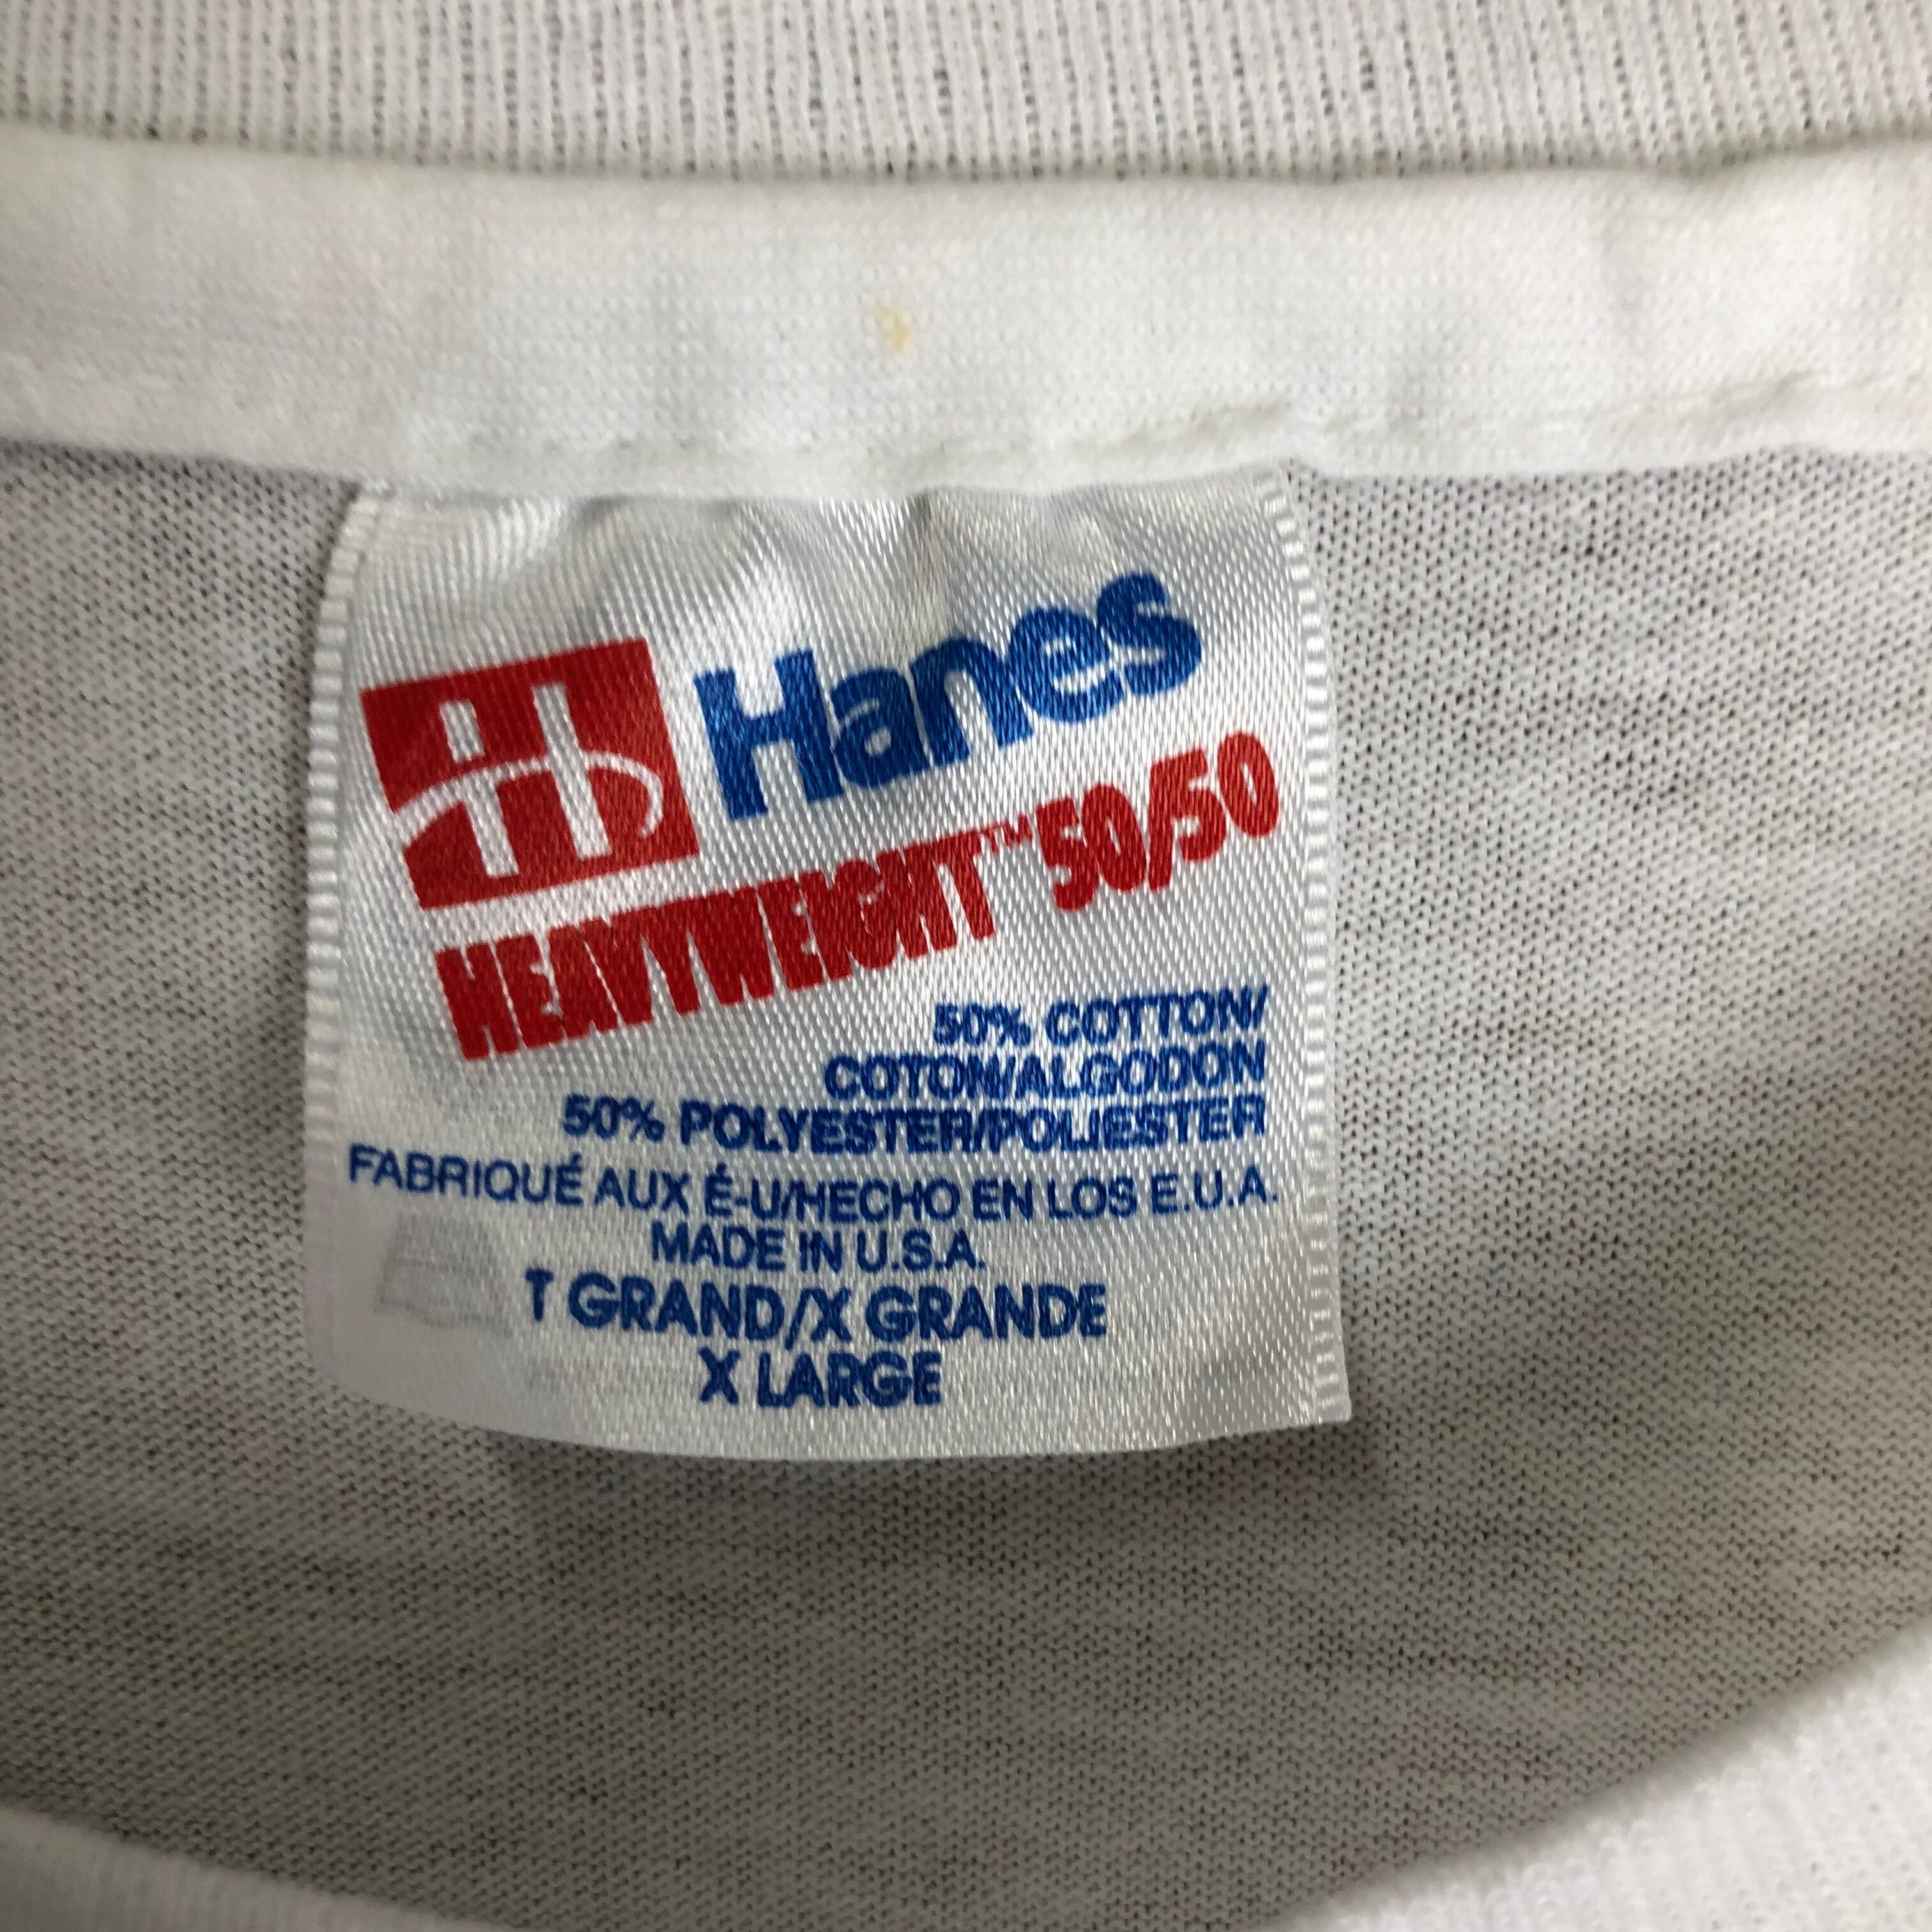 Hanes
HEAVYWEIGHT™ 50/50
50% COTTON/
COTON/ALGODON
50% POLYESTER/POLIESTER
FABRIQUÉ AUX É-U/HECHO EN LOS E.U.A.
MADE IN U.S.A.
T GRAND/X GRANDE
X LARGE